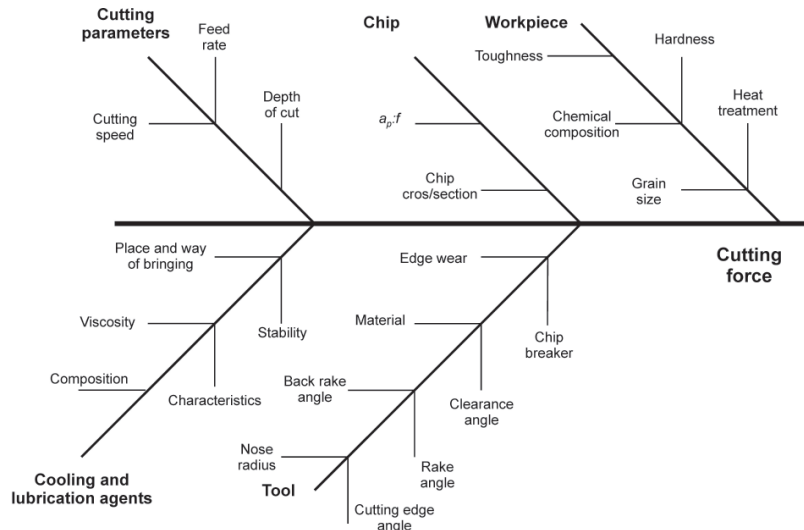 Cutting
parameters
Feed
rate
Cutting
speed
Depth
of cut
Chip
aₚ:f
Chip
cros/section
Workpiece
Toughness
Hardness
Chemical
composition
Heat
treatment
Grain
size
Cutting
force
Place and way
of bringing
Stability
Viscosity
Characteristics
Composition
Cooling and
lubrication agents
Edge wear
Chip
breaker
Material
Clearance
angle
Back rake
angle
Rake
angle
Nose
radius
Cutting edge
angle
Tool